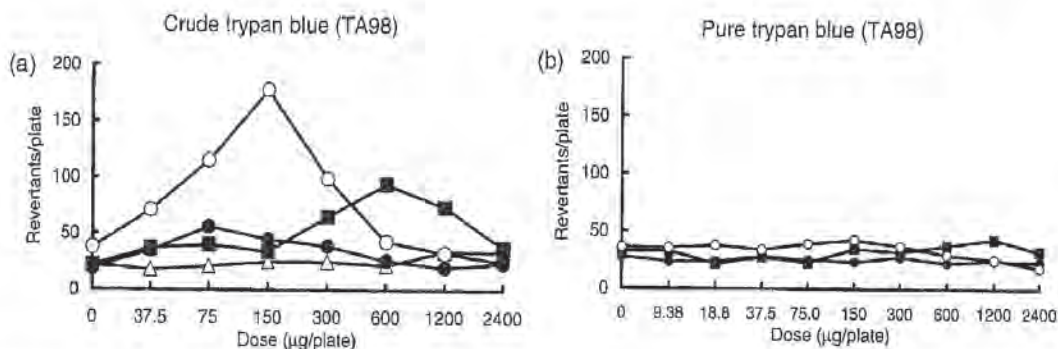 Crude trypan blue (TA98)
(a)
Revertants/plate
200
150
100
50
0
0 37.5 75 150 300 600 1200 2400
Dose (µg/plate)
Pure trypan blue (TA98)
(b)
Revertants/plate
200
150
100
50
0
0 9.38 18.8 37.5 75.0 150 300 600 1200 2400
Dose (µg/plate)